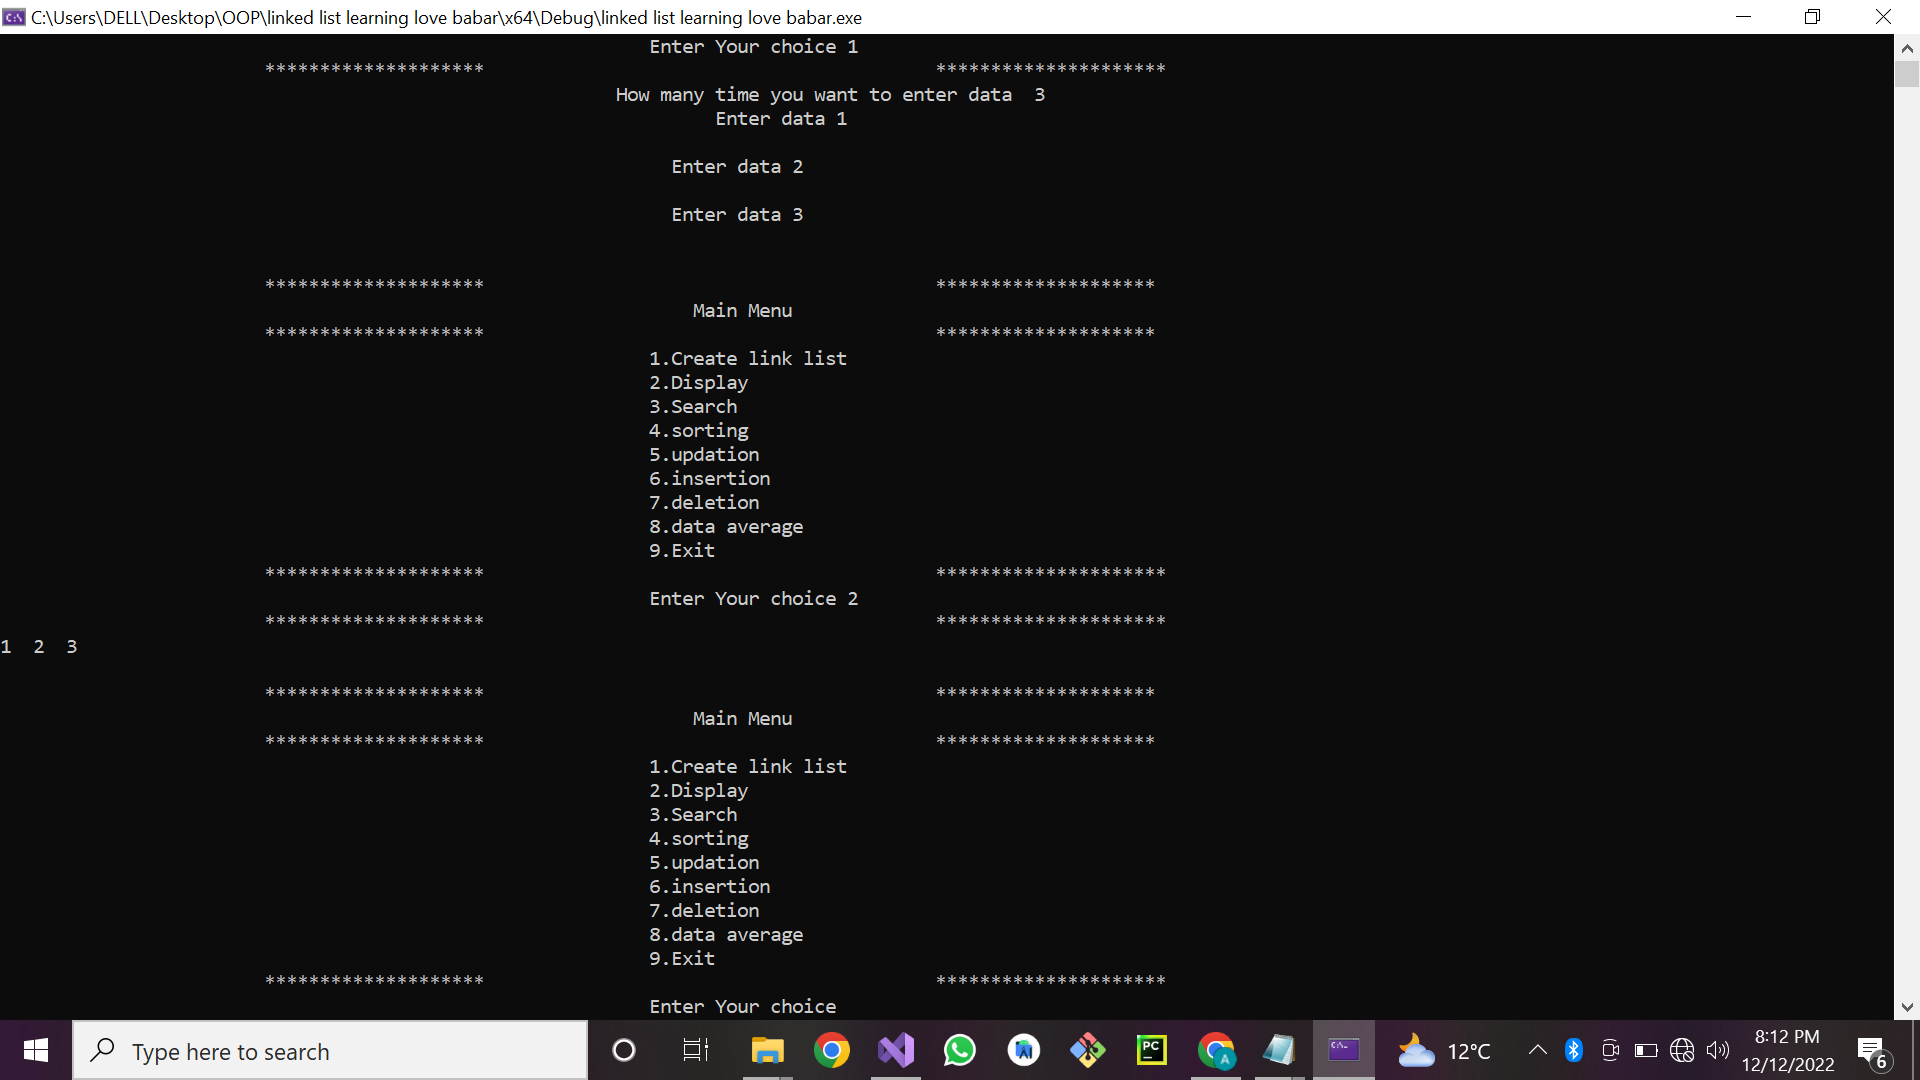 C:\Users\DELL\Desktop\OOP\linked list learning love babar\x64\Debug\linked list learning love babar.exe
Enter Your choice 1
******************** *********************
How many time you want to enter data  3
Enter data 1
Enter data 2
Enter data 3
******************** ********************
Main Menu
******************** ********************
1.Create link list
2.Display
3.Search
4.sorting
5.updation
6.insertion
7.deletion
8.data average
9.Exit
******************** *********************
Enter Your choice 2
******************** *********************
1  2  3
******************** ********************
Main Menu
******************** ********************
1.Create link list
2.Display
3.Search
4.sorting
5.updation
6.insertion
7.deletion
8.data average
9.Exit
******************** *********************
Enter Your choice
Type here to search
PC
A
12°C
8:12 PM
12/12/2022
6